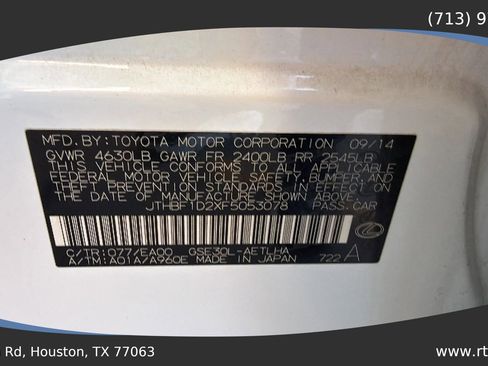 (713) 9
MFD. BY: TOYOTA MOTOR CORPORATION 09/14
GVWR 4630LB GAWR FR 2400LB RR 2545LB
THIS VEHICLE CONFORMS TO ALL APPLICABLE
FEDERAL MOTOR VEHICLE SAFETY, BUMPER,
AND THEFT PREVENTION STANDARDS IN EFFECT ON
THE DATE OF MANUFACTURE SHOWN ABOVE.
JTHBF1D2XF5053078 PASS. CAR
C/TR: 077/EA00 GSE30L-AETLHA
A/TM: A01A/A960E MADE IN JAPAN 722 A
Rd, Houston, TX 77063
www.rt